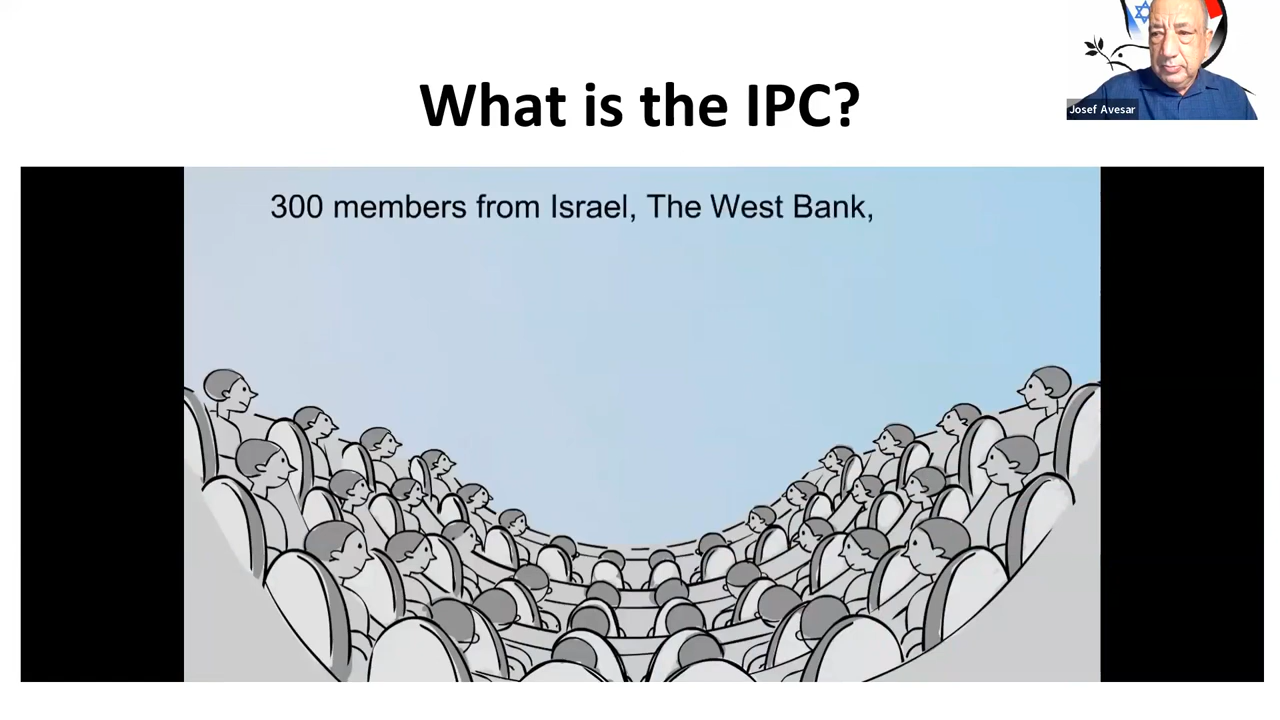 What is the IPC?
Josef Avesar
300 members from Israel, The West Bank,